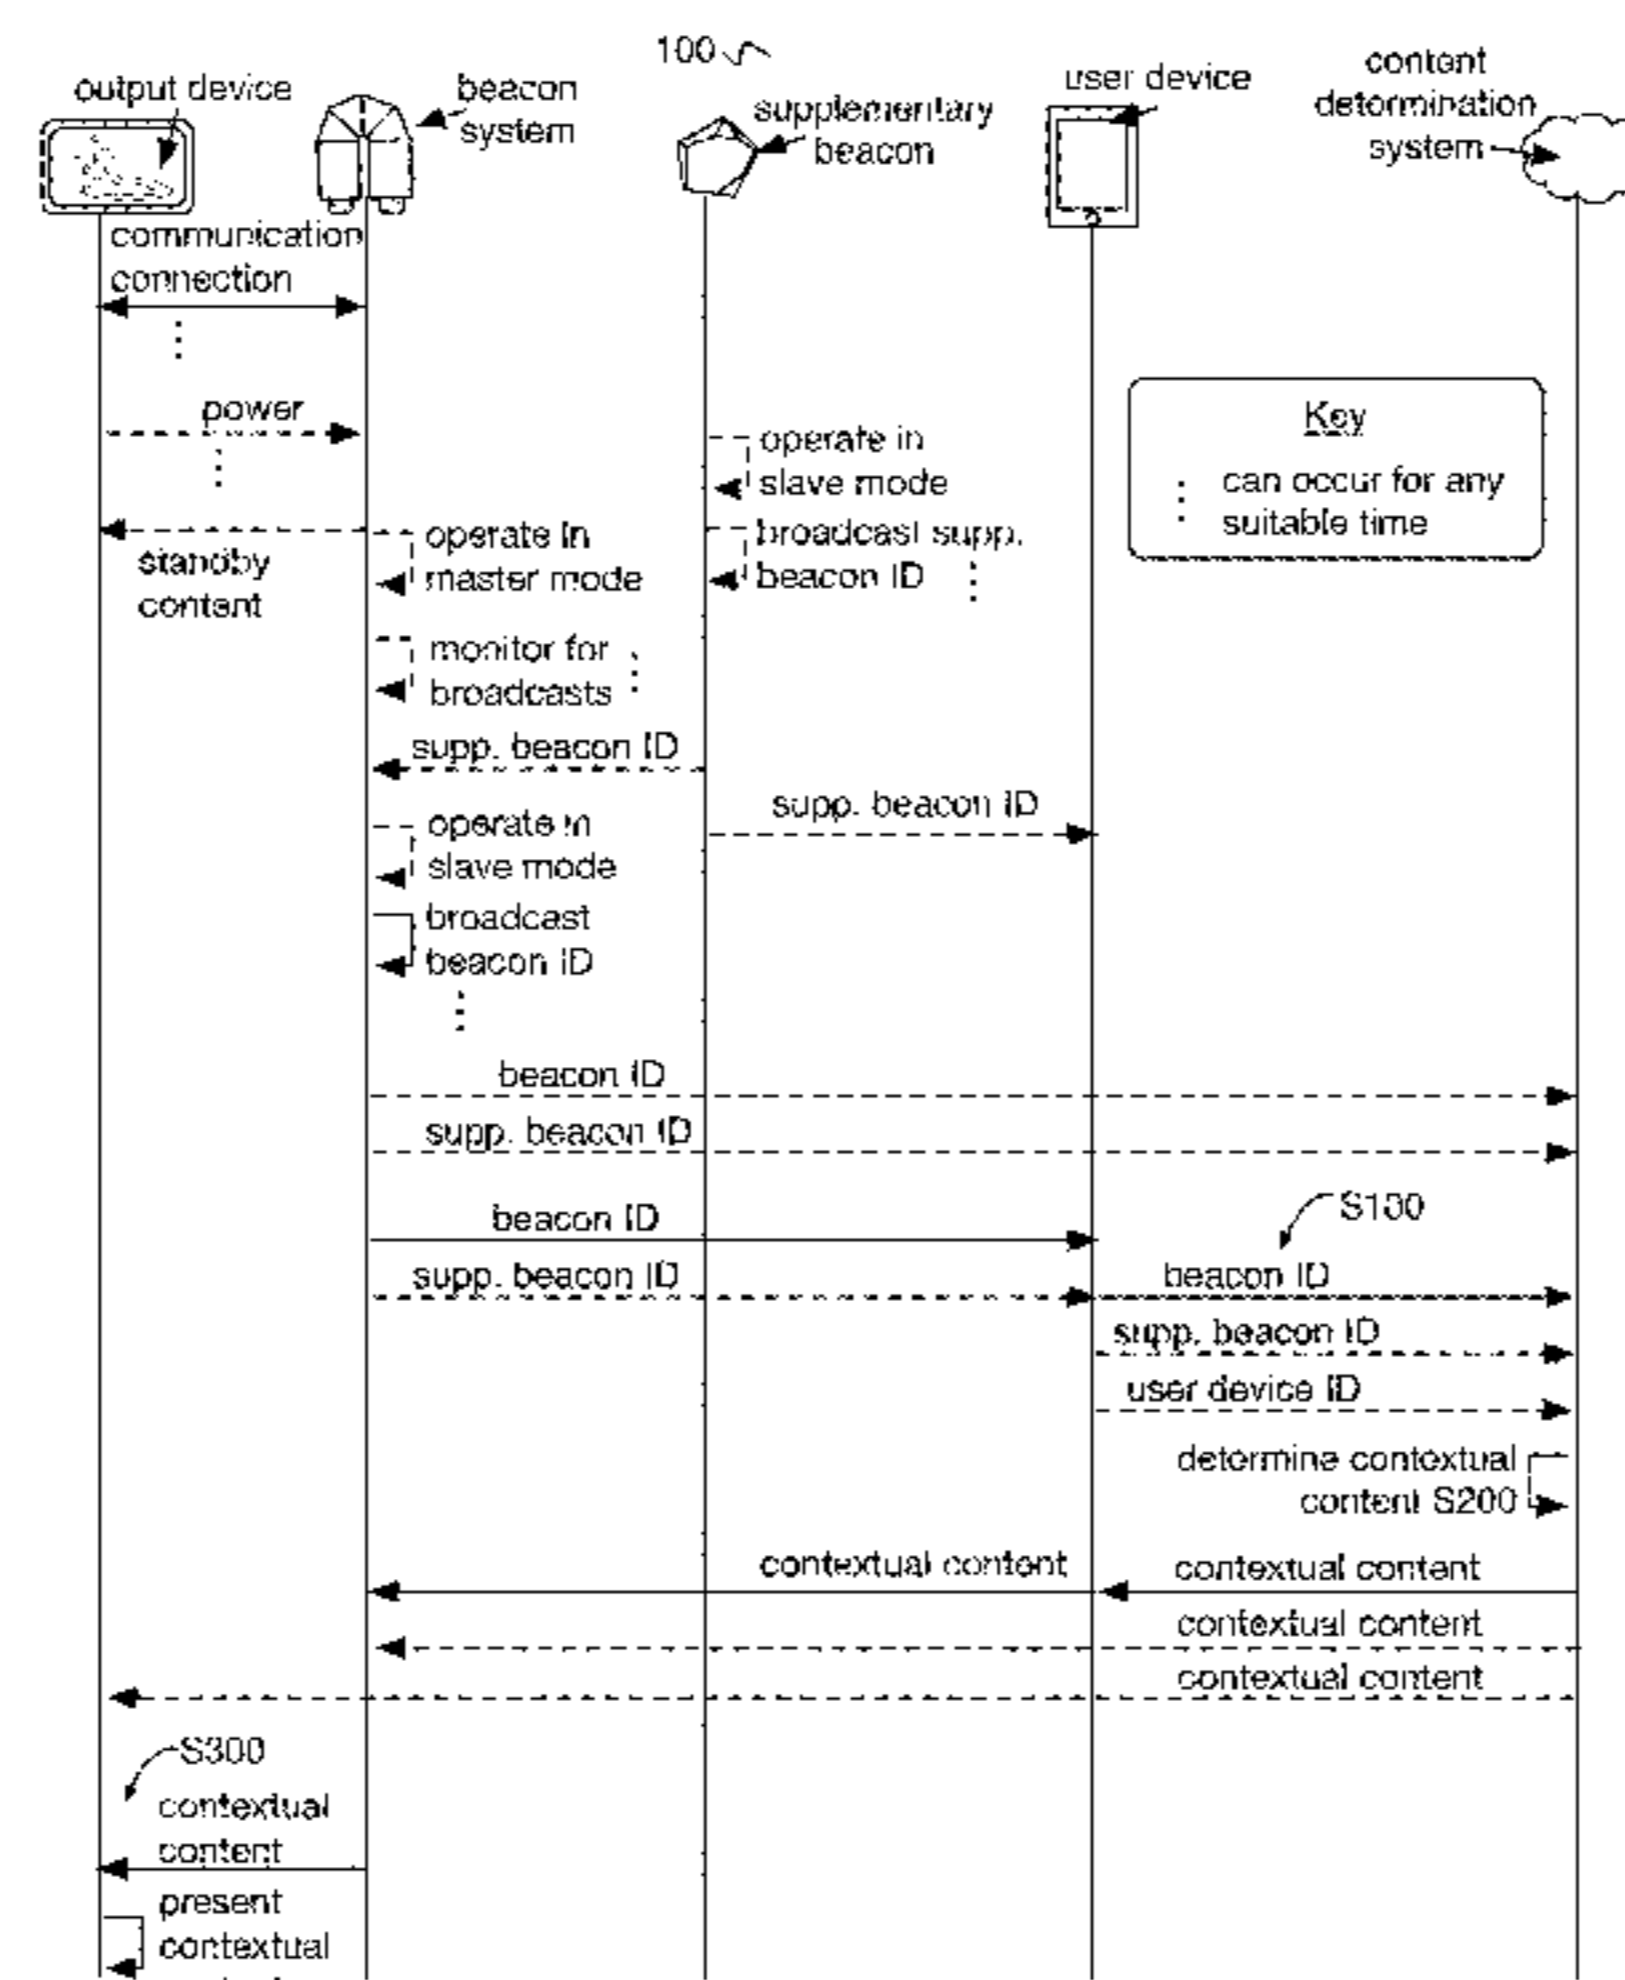 100
output device
beacon
system
supplementary
beacon
user device
content
determination
system
communication
connection
power
operate in
slave mode
Key
can occur for any
suitable time
standby
content
operate in
master mode
broadcast supp.
beacon ID
monitor for
broadcasts
supp. beacon ID
supp. beacon ID
operate in
slave mode
broadcast
beacon ID
beacon ID
supp. beacon ID
S100
beacon ID
supp. beacon ID
beacon ID
supp. beacon ID
user device ID
determine contextual
content S200
contextual content
contextual content
contextual content
contextual content
S300
contextual
content
present
contextual